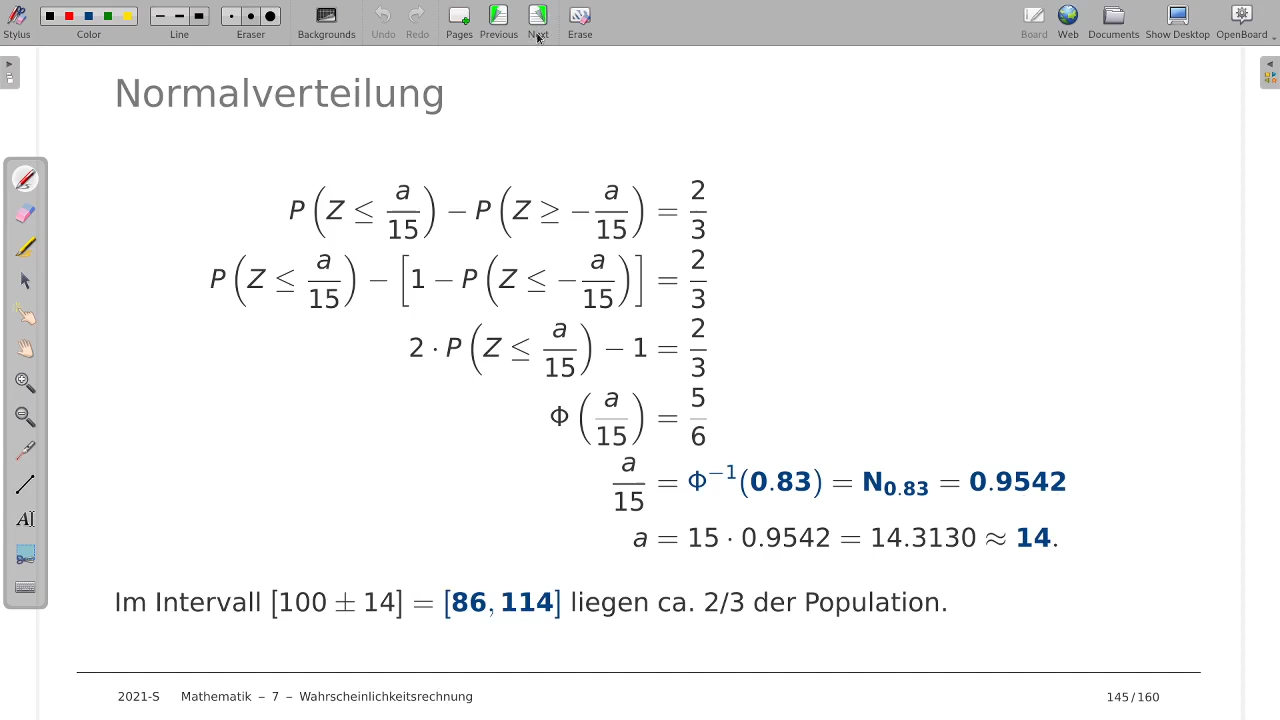 Stylus Color Line Eraser Backgrounds Undo Redo Pages Previous Next Erase Board Web Documents Show Desktop OpenBoard
Normalverteilung
P(Z ≤ a/15) − P(Z ≥ −a/15) = 2/3
P(Z ≤ a/15) − [1 − P(Z ≤ −a/15)] = 2/3
2 · P(Z ≤ a/15) − 1 = 2/3
Φ(a/15) = 5/6
a/15 = Φ⁻¹(0.83) = N₀.₈₃ = 0.9542
a = 15 · 0.9542 = 14.3130 ≈ 14.
Im Intervall [100 ± 14] = [86, 114] liegen ca. 2/3 der Population.
2021-S Mathematik – 7 – Wahrscheinlichkeitsrechnung 145/160